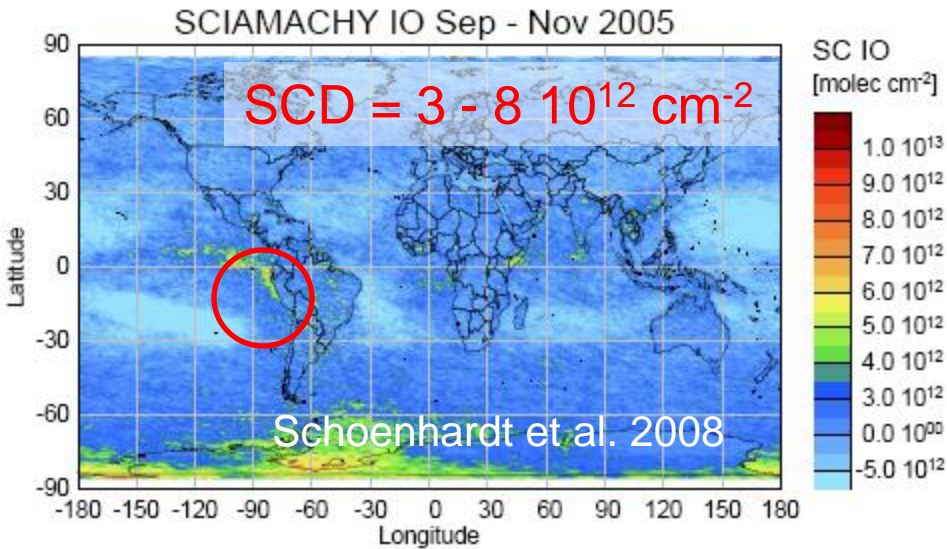 SCIAMACHY IO Sep - Nov 2005
SC IO
[molec cm⁻²]
SCD = 3 - 8 10¹² cm⁻²
Schoenhardt et al. 2008
Latitude
90
60
30
0
-30
-60
-90
-180 -150 -120 -90 -60 -30 0 30 60 90 120 150 180
Longitude
1.0 10¹³
9.0 10¹²
8.0 10¹²
7.0 10¹²
6.0 10¹²
5.0 10¹²
4.0 10¹²
3.0 10¹²
0.0 10⁰⁰
-5.0 10¹²